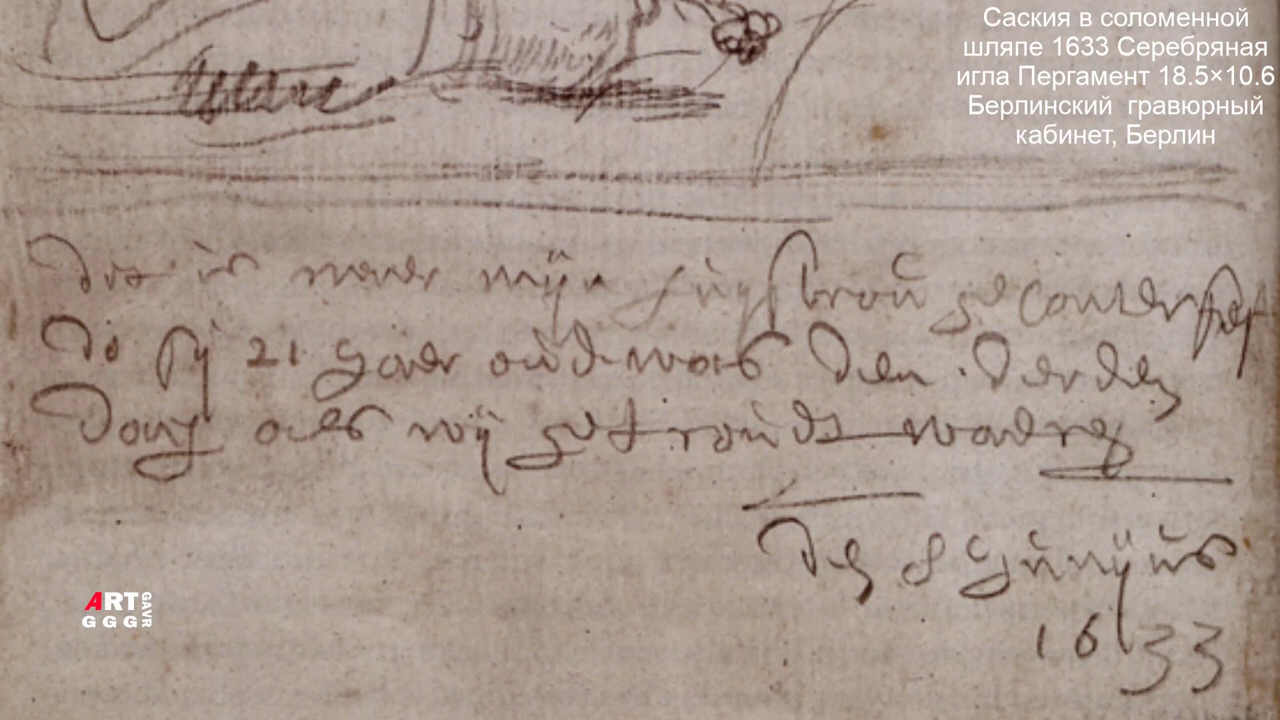 Саския в соломенной
шляпе 1633 Серебряная
игла Пергамент 18.5×10.6
Берлинский гравюрный
кабинет, Берлин
dit is naer mijn huijsvrou geconterfeit
do sij 21 jaer oud was den derden
dach als wij getroudt waeren
den 8 junijus
1633
ART
GAVR
GGG